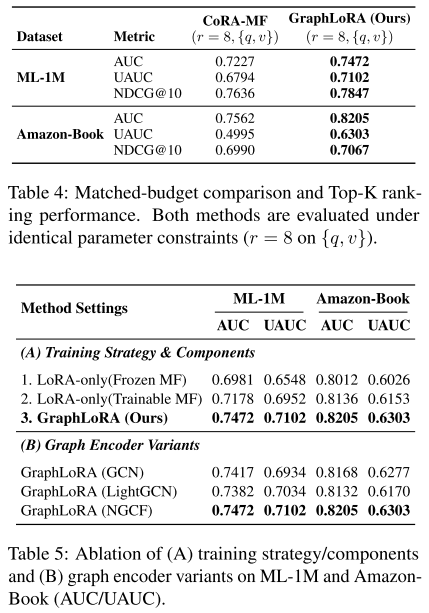 Dataset Metric CoRA-MF GraphLoRA (Ours)
(r = 8, {q, v}) (r = 8, {q, v})
AUC 0.7227 0.7472
ML-1M UAUC 0.6794 0.7102
NDCG@10 0.7636 0.7847
AUC 0.7562 0.8205
Amazon-Book UAUC 0.4995 0.6303
NDCG@10 0.6990 0.7067
Table 4: Matched-budget comparison and Top-K rank-
ing performance. Both methods are evaluated under
identical parameter constraints (r = 8 on {q, v}).
Method Settings ML-1M Amazon-Book
AUC UAUC AUC UAUC
(A) Training Strategy & Components
1. LoRA-only(Frozen MF) 0.6981 0.6548 0.8012 0.6026
2. LoRA-only(Trainable MF) 0.7178 0.6952 0.8136 0.6153
3. GraphLoRA (Ours) 0.7472 0.7102 0.8205 0.6303
(B) Graph Encoder Variants
GraphLoRA (GCN) 0.7417 0.6934 0.8168 0.6277
GraphLoRA (LightGCN) 0.7382 0.7034 0.8132 0.6170
GraphLoRA (NGCF) 0.7472 0.7102 0.8205 0.6303
Table 5: Ablation of (A) training strategy/components
and (B) graph encoder variants on ML-1M and Amazon-
Book (AUC/UAUC).